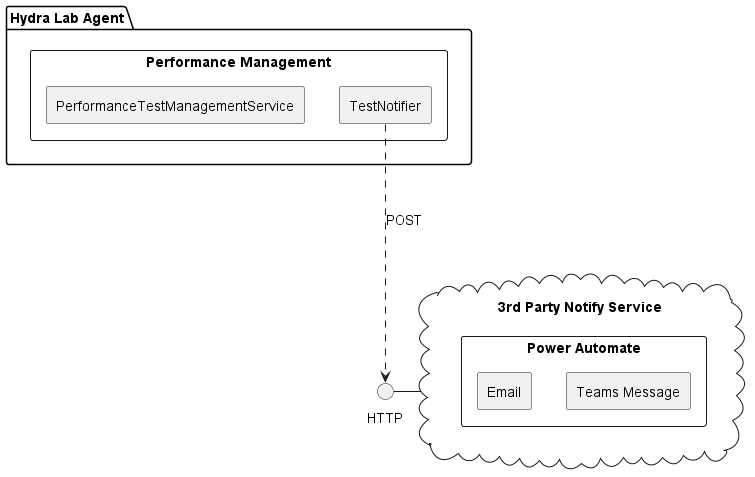 Hydra Lab Agent
Performance Management
PerformanceTestManagementService
TestNotifier
POST
3rd Party Notify Service
Power Automate
Email
Teams Message
HTTP